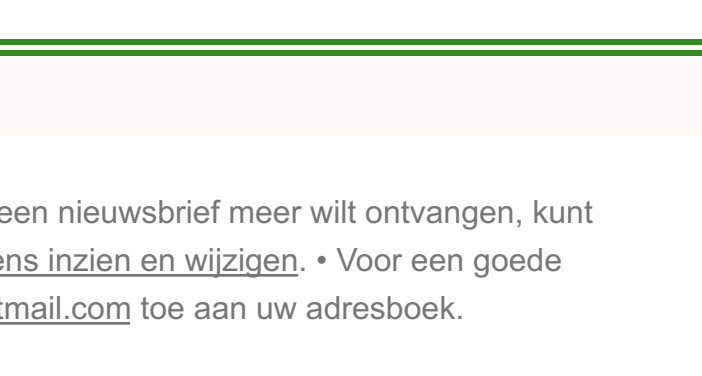 een nieuwsbrief meer wilt ontvangen, kunt
ens inzien en wijzigen. • Voor een goede
tmail.com toe aan uw adresboek.